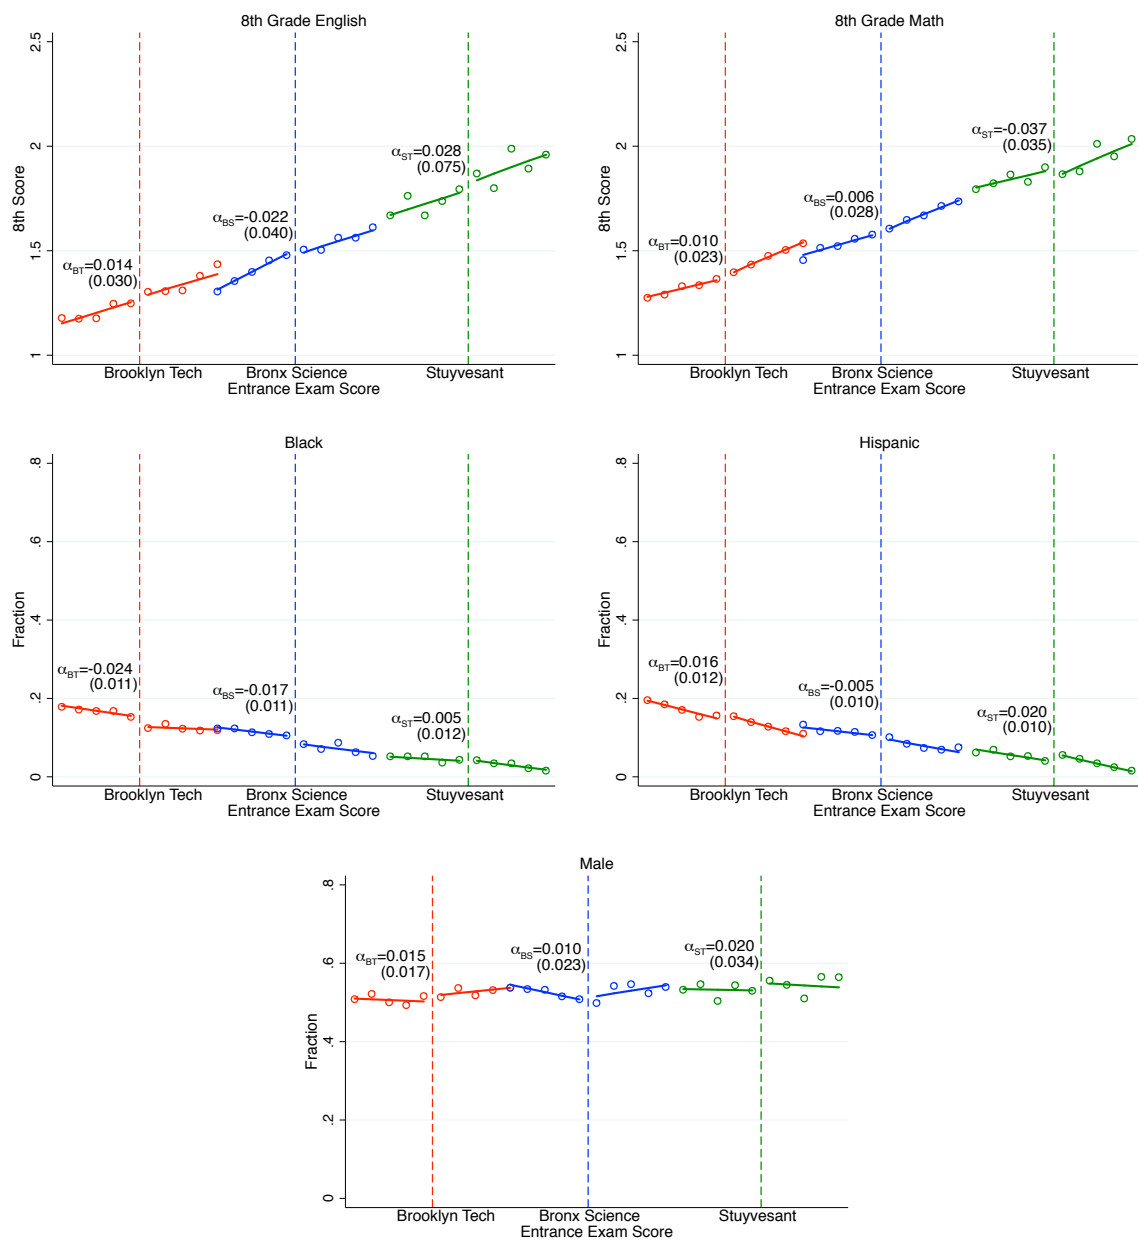 8th Grade English
2.5
2
1.5
1
8th Score
αBT=0.014
(0.030)
αBS=-0.022
(0.040)
αST=0.028
(0.075)
Brooklyn Tech Bronx Science Stuyvesant
Entrance Exam Score
8th Grade Math
2.5
2
1.5
1
8th Score
αBT=0.010
(0.023)
αBS=0.006
(0.028)
αST=-0.037
(0.035)
Brooklyn Tech Bronx Science Stuyvesant
Entrance Exam Score
Black
.8
.6
.4
.2
0
Fraction
αBT=-0.024
(0.011)
αBS=-0.017
(0.011)
αST=0.005
(0.012)
Brooklyn Tech Bronx Science Stuyvesant
Entrance Exam Score
Hispanic
.8
.6
.4
.2
0
Fraction
αBT=0.016
(0.012)
αBS=-0.005
(0.010)
αST=0.020
(0.010)
Brooklyn Tech Bronx Science Stuyvesant
Entrance Exam Score
Male
.8
.6
.4
.2
0
Fraction
αBT=0.015
(0.017)
αBS=0.010
(0.023)
αST=0.020
(0.034)
Brooklyn Tech Bronx Science Stuyvesant
Entrance Exam Score